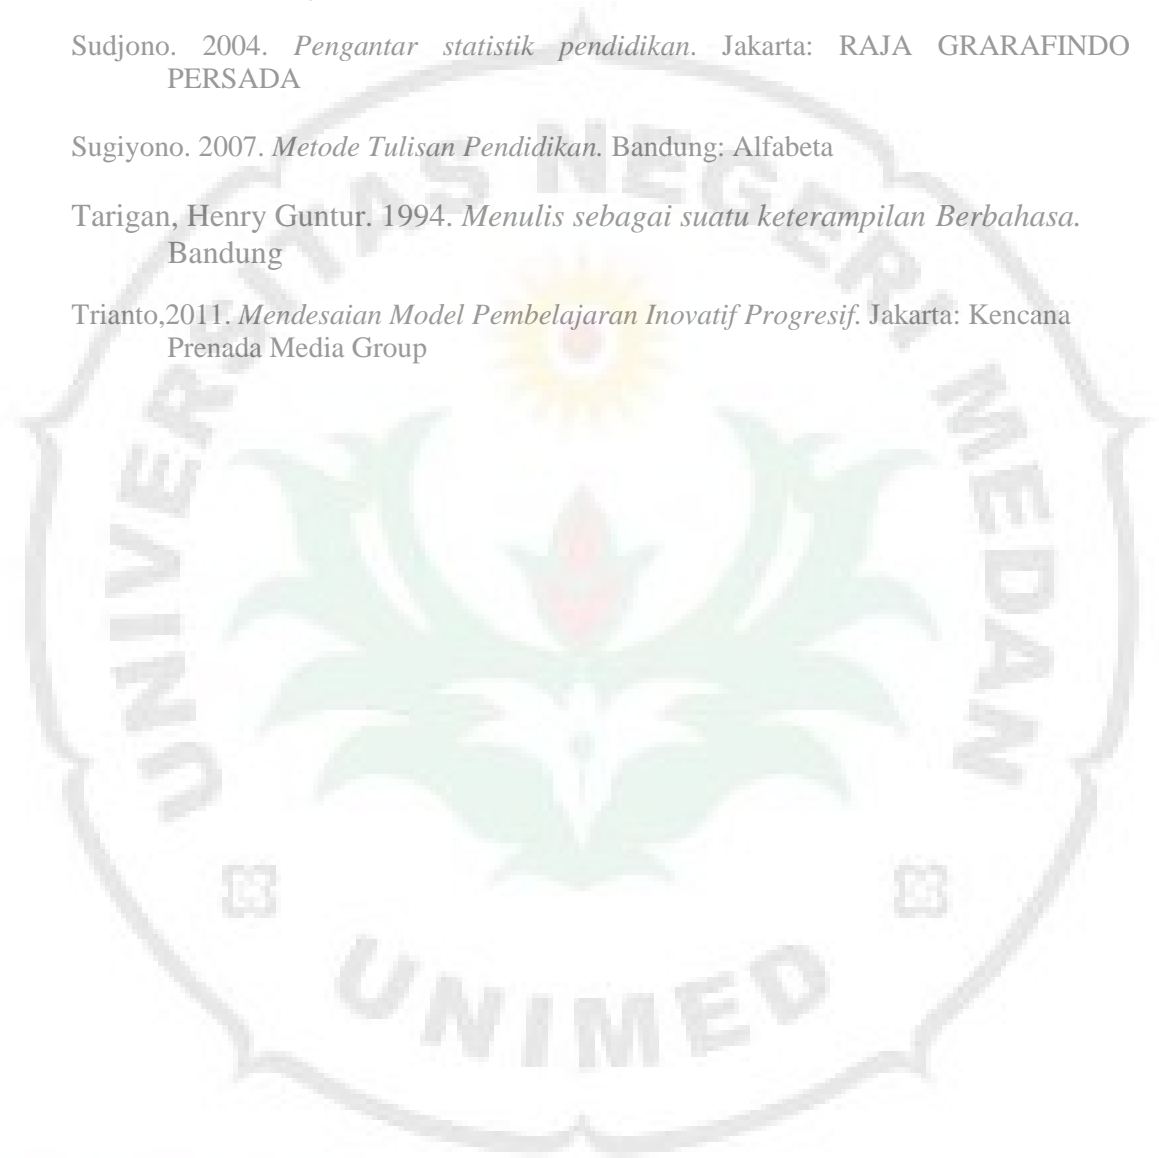 Sudjono. 2004. Pengantar statistik pendidikan. Jakarta: RAJA GRARAFINDO
PERSADA
Sugiyono. 2007. Metode Tulisan Pendidikan. Bandung: Alfabeta
Tarigan, Henry Guntur. 1994. Menulis sebagai suatu keterampilan Berbahasa.
Bandung
Trianto,2011. Mendesaian Model Pembelajaran Inovatif Progresif. Jakarta: Kencana
Prenada Media Group
UNIVERSITAS NEGERI MEDAN
UNIMED